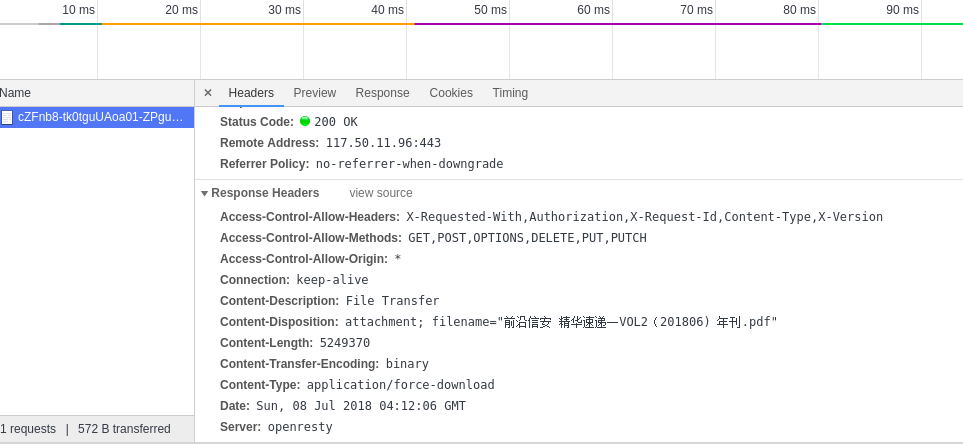 10 ms 20 ms 30 ms 40 ms 50 ms 60 ms 70 ms 80 ms 90 ms
Name × Headers Preview Response Cookies Timing
cZFnb8-tk0tguUAoa01-ZPgu…
Status Code: 200 OK
Remote Address: 117.50.11.96:443
Referrer Policy: no-referrer-when-downgrade
Response Headers view source
Access-Control-Allow-Headers: X-Requested-With,Authorization,X-Request-Id,Content-Type,X-Version
Access-Control-Allow-Methods: GET,POST,OPTIONS,DELETE,PUT,PUTCH
Access-Control-Allow-Origin: *
Connection: keep-alive
Content-Description: File Transfer
Content-Disposition: attachment; filename="前沿信安 精华速递—VOL2（201806) 年刊.pdf"
Content-Length: 5249370
Content-Transfer-Encoding: binary
Content-Type: application/force-download
Date: Sun, 08 Jul 2018 04:12:06 GMT
Server: openresty
1 requests | 572 B transferred